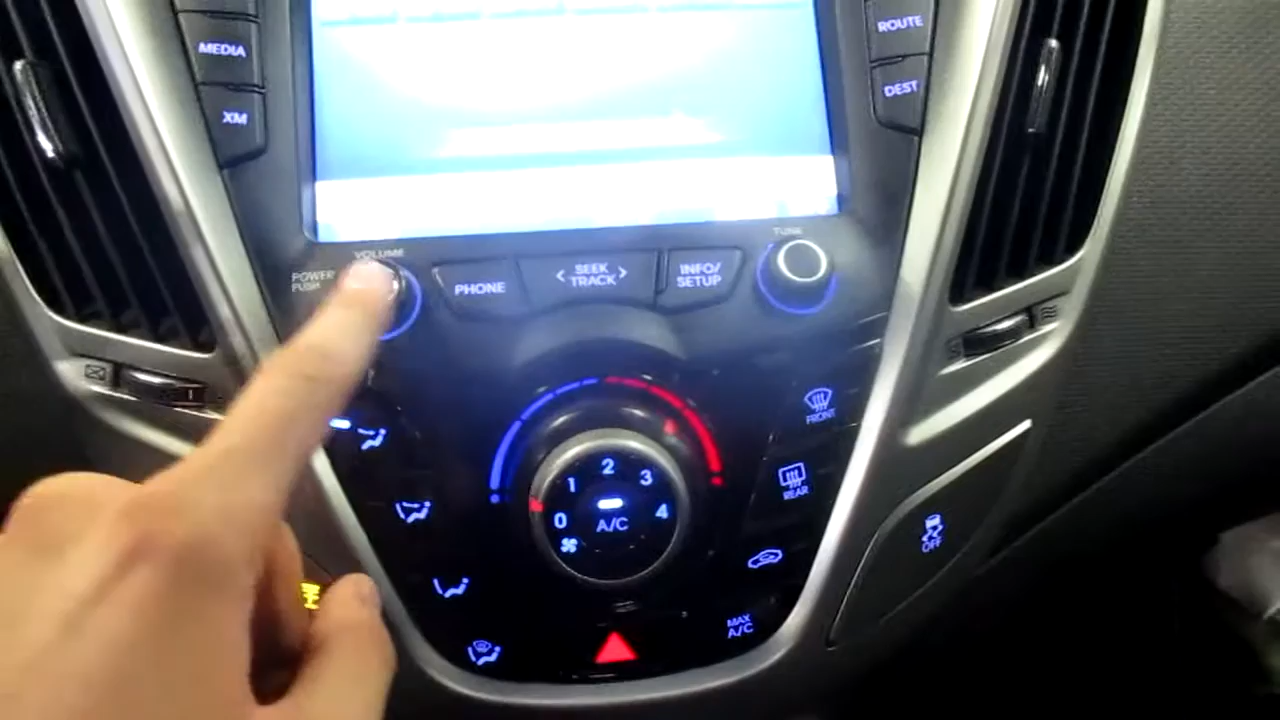 MEDIA
XM
ROUTE
DEST
VOLUME
POWER
PUSH
PHONE
< SEEK >
TRACK
INFO/
SETUP
TUNE
FRONT
REAR
0 1 2 3 4
A/C
OFF
MAX
A/C